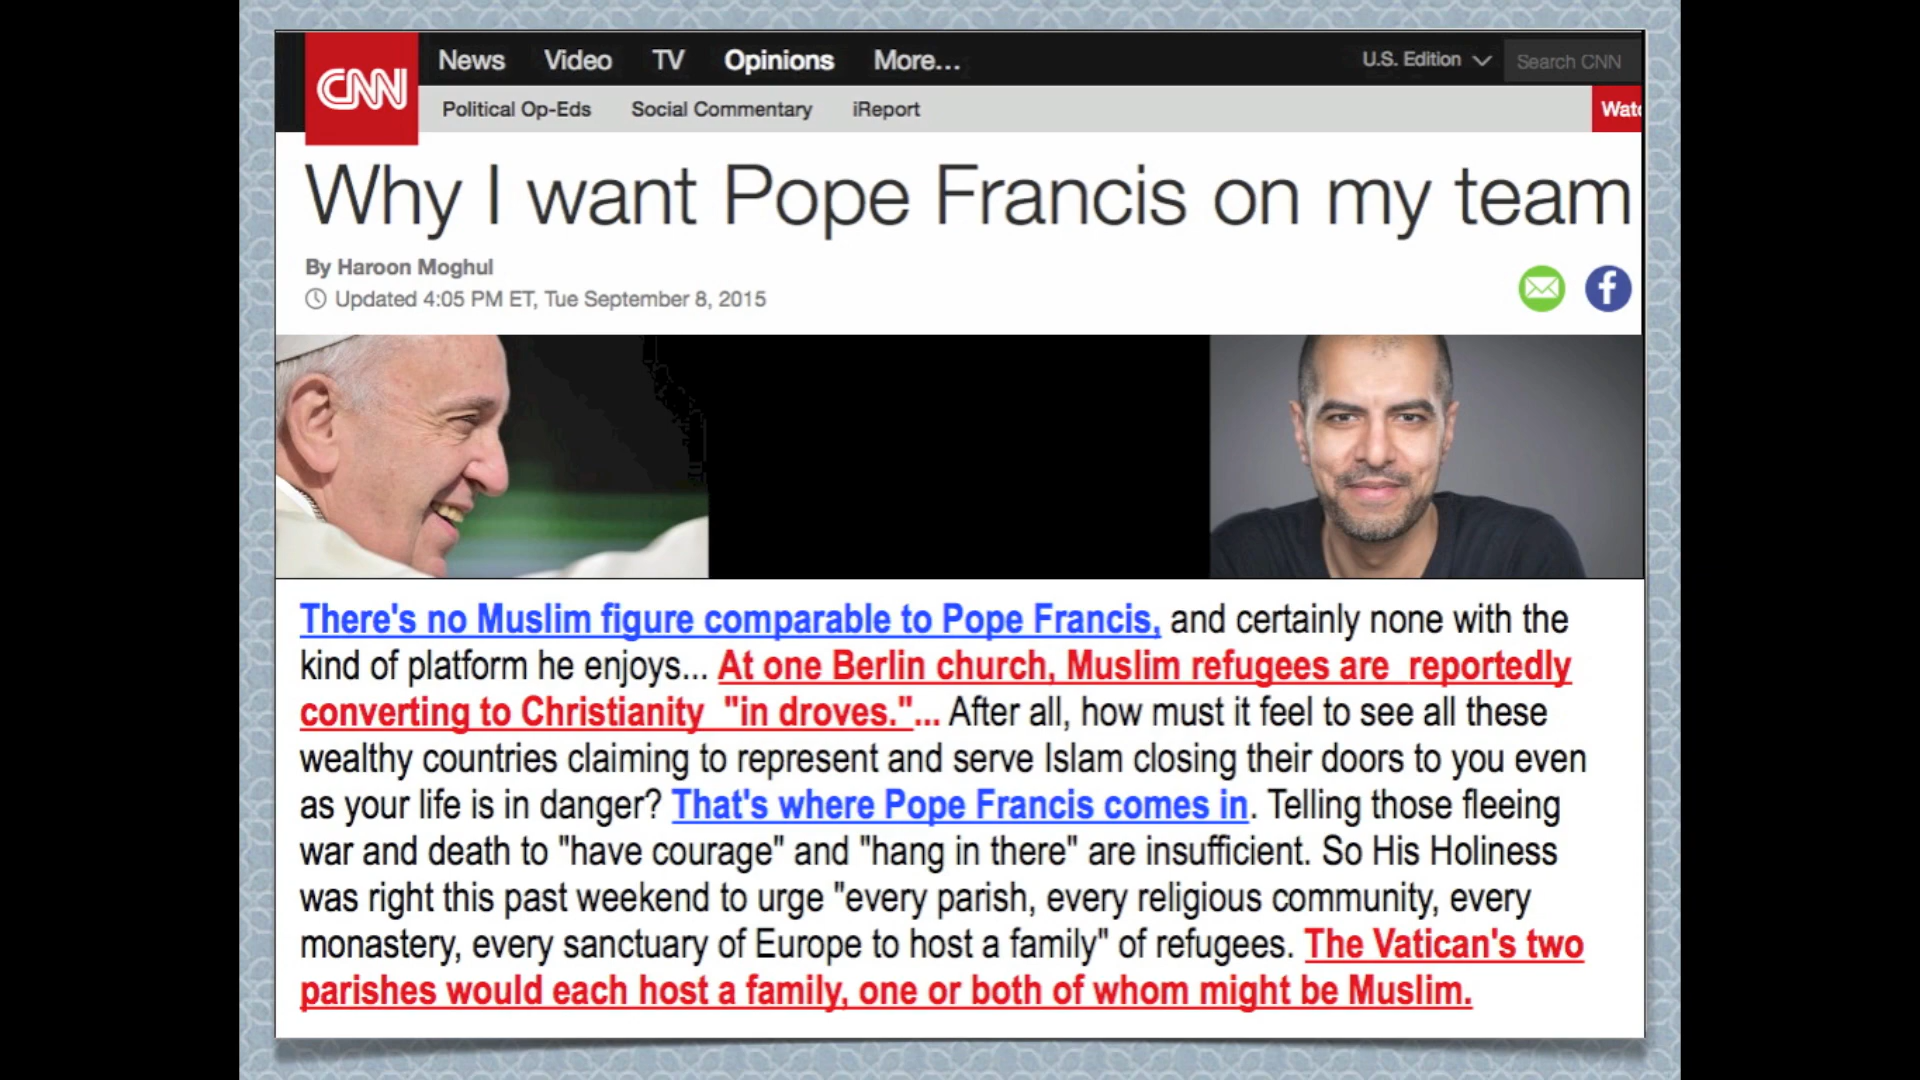 CNN News Video TV Opinions More... U.S. Edition Search CNN
Political Op-Eds Social Commentary iReport
Why I want Pope Francis on my team
By Haroon Moghul
Updated 4:05 PM ET, Tue September 8, 2015
There's no Muslim figure comparable to Pope Francis, and certainly none with the
kind of platform he enjoys... At one Berlin church, Muslim refugees are reportedly
converting to Christianity "in droves."... After all, how must it feel to see all these
wealthy countries claiming to represent and serve Islam closing their doors to you even
as your life is in danger? That's where Pope Francis comes in. Telling those fleeing
war and death to "have courage" and "hang in there" are insufficient. So His Holiness
was right this past weekend to urge "every parish, every religious community, every
monastery, every sanctuary of Europe to host a family" of refugees. The Vatican's two
parishes would each host a family, one or both of whom might be Muslim.